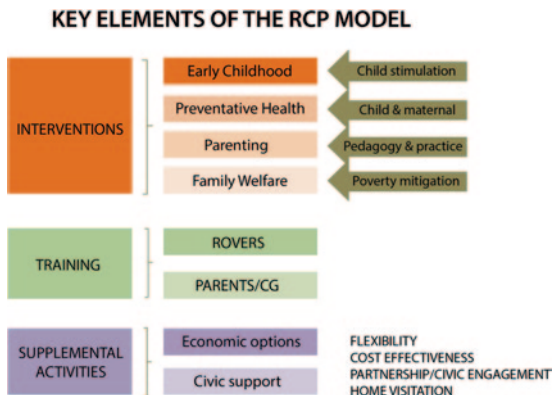 KEY ELEMENTS OF THE RCP MODEL
INTERVENTIONS
Early Childhood
Child stimulation
Preventative Health
Child & maternal
Parenting
Pedagogy & practice
Family Welfare
Poverty mitigation
TRAINING
ROVERS
PARENTS/CG
SUPPLEMENTAL
ACTIVITIES
Economic options
Civic support
FLEXIBILITY
COST EFFECTIVENESS
PARTNERSHIP/CIVIC ENGAGEMENT
HOME VISITATION